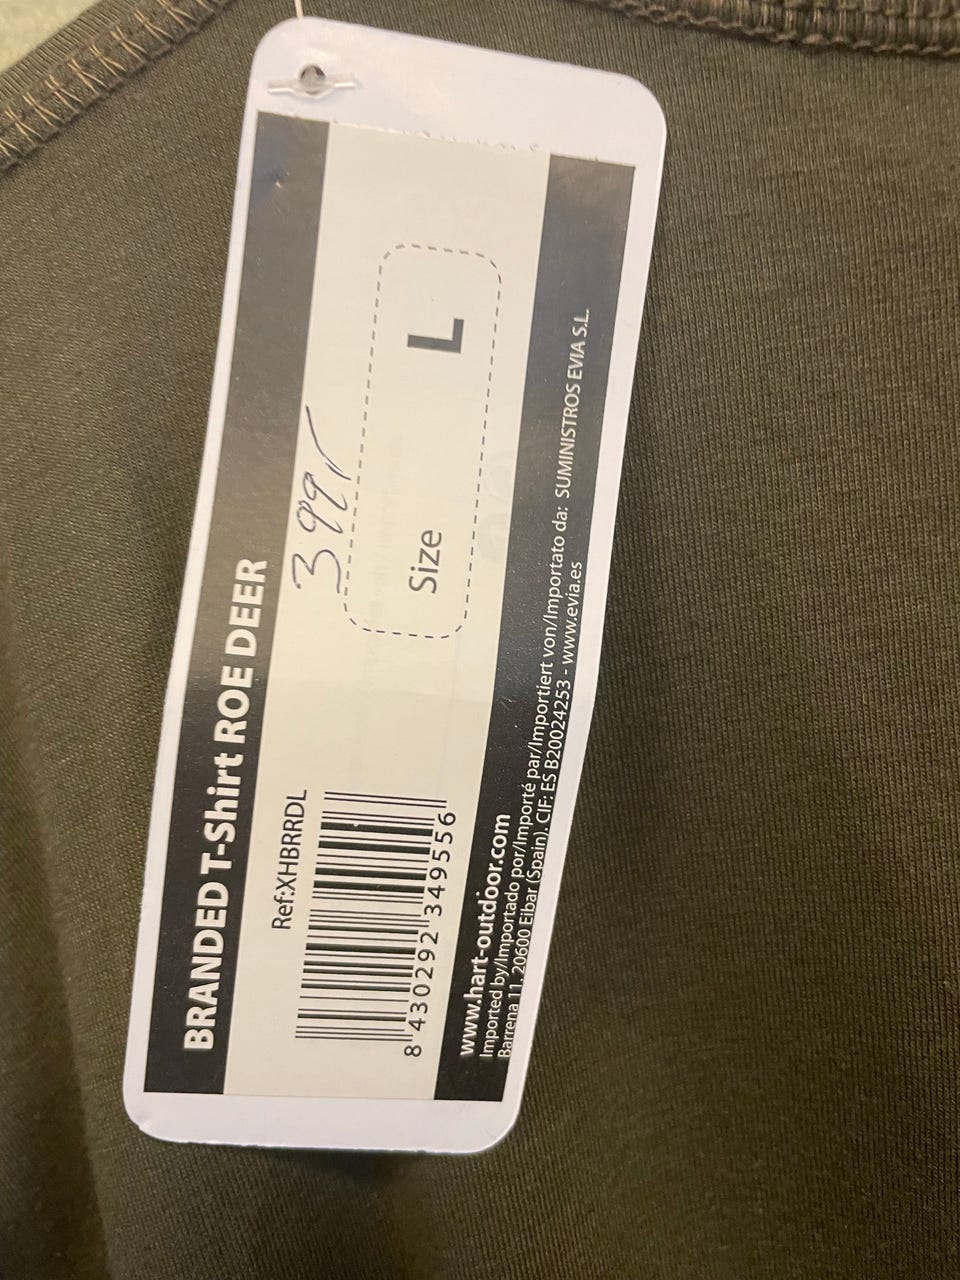 BRANDED T-Shirt ROE DEER
399,-
Ref:XHBRRDL
Size L
8 430292 349556
www.hart-outdoor.com
Imported by/Importado por/Importé par/Importiert von/Importato da: SUMINISTROS EVIA S.L.
Barrena 11. 20600 Eibar (Spain). CIF: ES B20024253 - www.evia.es